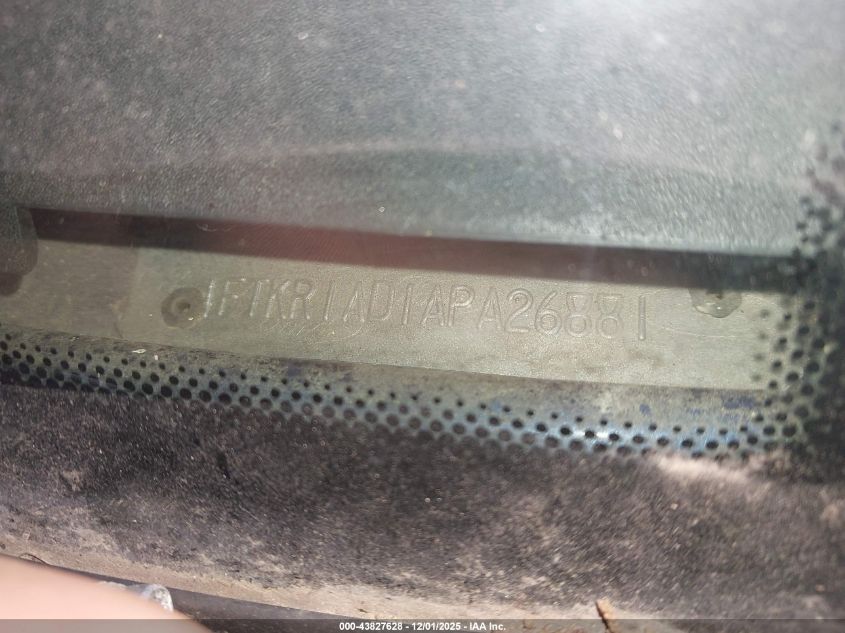 1FTKR1AD1APA26881
000-43827628 - 12/01/2025 - IAA Inc.